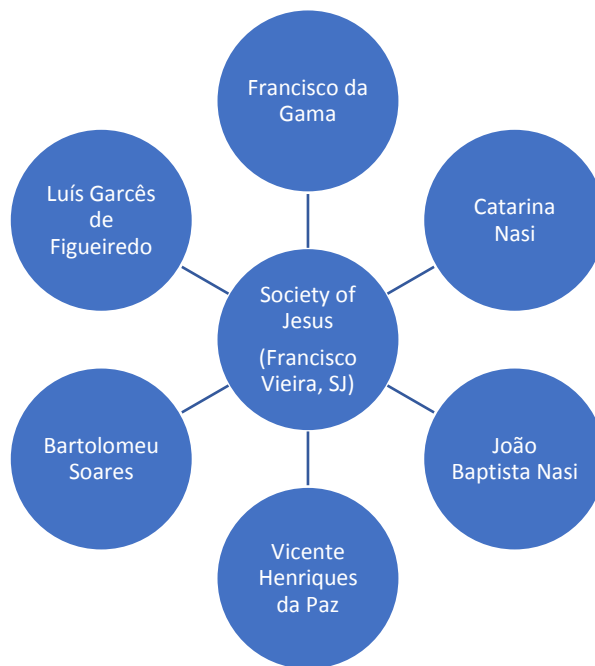 Francisco da
Gama
Luís Garcês
de
Figueiredo
Catarina
Nasi
Society of
Jesus
(Francisco
Vieira, SJ)
Bartolomeu
Soares
João
Baptista Nasi
Vicente
Henriques
da Paz